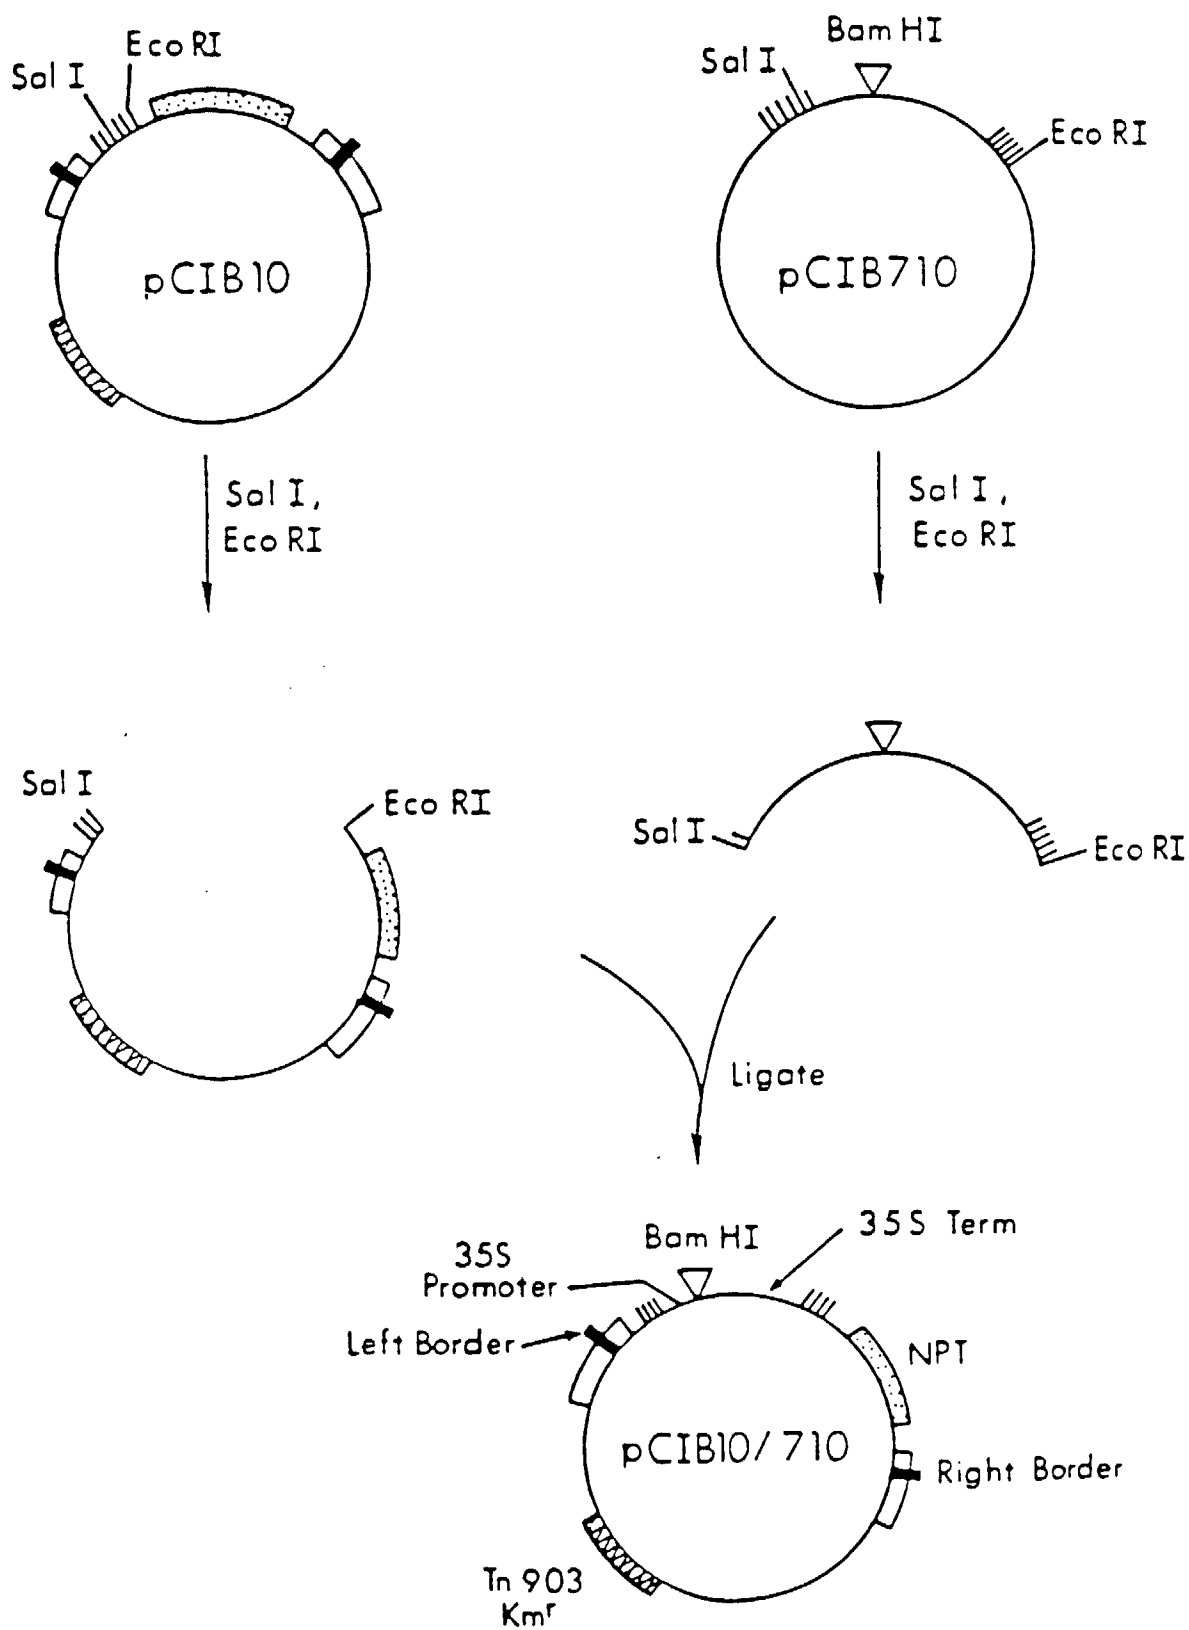 Eco RI
Sal I
pCIB10
Bam HI
Sal I
Eco RI
pCIB710
Sal I,
Eco RI
Sal I,
Eco RI
Sal I
Eco RI
Sal I
Eco RI
Ligate
35S Term
Bam HI
35S
Promoter
Left Border
NPT
pCIB10/710
Right Border
Tn 903
Kmʳ